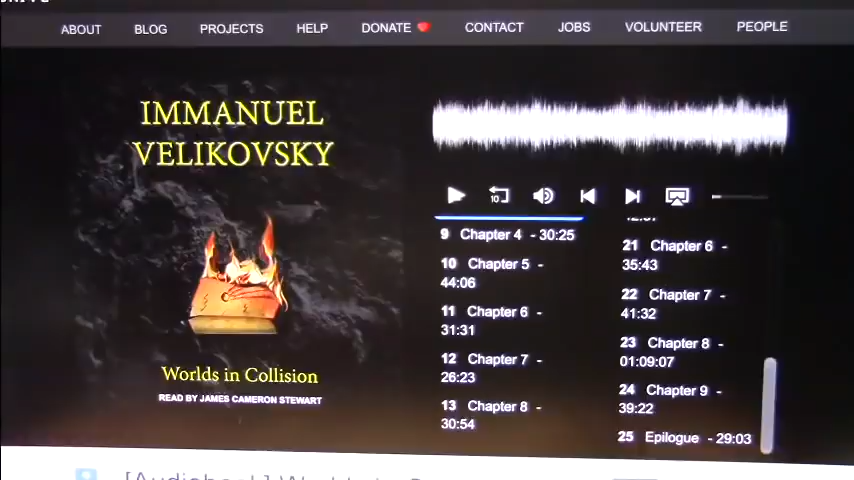 ABOUT BLOG PROJECTS HELP DONATE CONTACT JOBS VOLUNTEER PEOPLE
IMMANUEL
VELIKOVSKY
Worlds in Collision
READ BY JAMES CAMERON STEWART
10
9 Chapter 4 - 30:25
10 Chapter 5 -
44:06
11 Chapter 6 -
31:31
12 Chapter 7 -
26:23
13 Chapter 8 -
30:54
21 Chapter 6 -
35:43
22 Chapter 7 -
41:32
23 Chapter 8 -
01:09:07
24 Chapter 9 -
39:22
25 Epilogue - 29:03